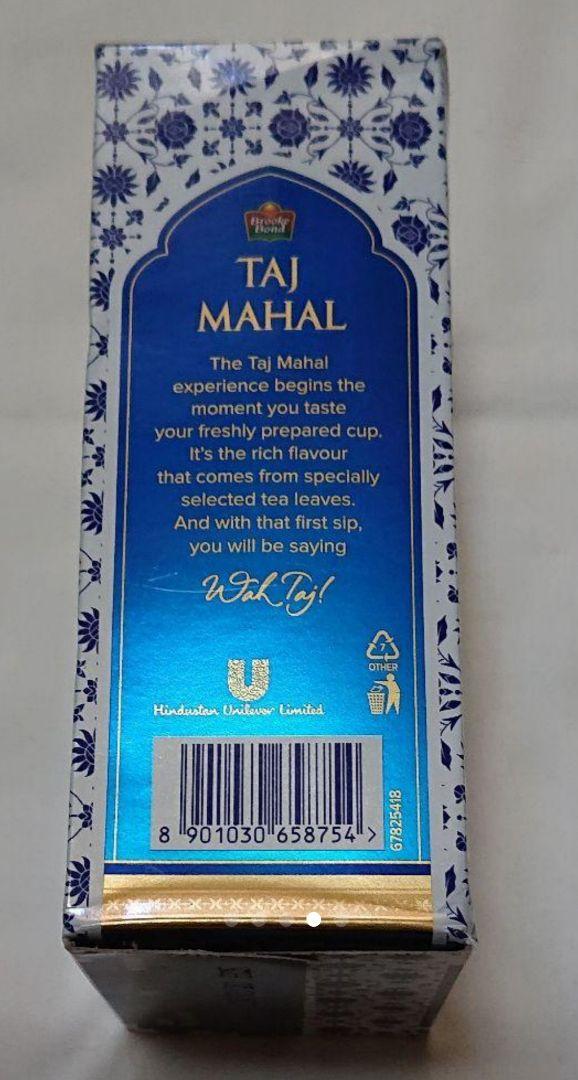 Brooke
Bond
TAJ
MAHAL
The Taj Mahal
experience begins the
moment you taste
your freshly prepared cup.
It's the rich flavour
that comes from specially
selected tea leaves.
And with that first sip,
you will be saying
Wah Taj!
7
OTHER
Hindustan Unilever Limited
8 901030 658754 >
67825418